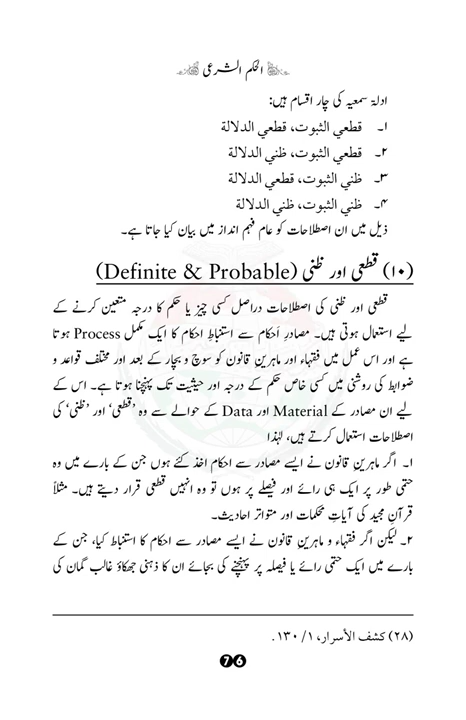 الحکم الشرعی
ادلۃ سمعیہ کی چار اقسام ہیں:
۱۔ قطعي الثبوت، قطعي الدلالة
۲۔ قطعي الثبوت، ظني الدلالة
۳۔ ظني الثبوت، قطعي الدلالة
۴۔ ظني الثبوت، ظني الدلالة
ذیل میں ان اصطلاحات کو عام فہم انداز میں بیان کیا جاتا ہے۔
(۱۰) قطعی اور ظنی (Definite & Probable)
قطعی اور ظنی کی اصطلاحات دراصل کسی چیز یا حکم کا درجہ متعین کرنے کے
لیے استعمال ہوتی ہیں۔ مصادرِ اَحکام سے استنباطِ احکام کا ایک مکمل Process ہوتا
ہے اور اس عمل میں فقہاء اور ماہرینِ قانون کو سوچ و بچار کے بعد اور مختلف قواعد و
ضوابط کی روشنی میں کسی خاص حکم کے درجہ اور حیثیت تک پہنچنا ہوتا ہے۔ اس کے
لیے ان مصادر کے Material اور Data کے حوالے سے وہ ’قطعی‘ اور ’ظنی‘ کی
اصطلاحات استعمال کرتے ہیں، لہٰذا
۱۔ اگر ماہرینِ قانون نے ایسے مصادر سے احکام اخذ کئے ہوں جن کے بارے میں وہ
حتمی طور پر ایک ہی رائے اور فیصلے پر ہوں تو وہ انہیں قطعی قرار دیتے ہیں۔ مثلاً
قرآنِ مجید کی آیاتِ محکمات اور متواتر احادیث۔
۲۔ لیکن اگر فقہاء و ماہرینِ قانون نے ایسے مصادر سے احکام کا استنباط کیا، جن کے
بارے میں ایک حتمی رائے یا فیصلہ پر پہنچنے کی بجائے ان کا ذہنی جھکاؤ غالب گمان کی
(۲۸) كشف الأسرار، ۱/ ۱۳۰.
76